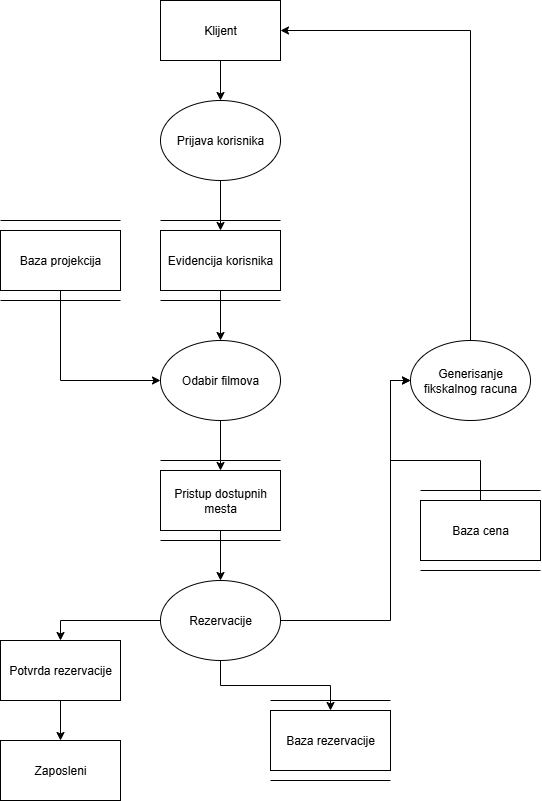 Klijent
Prijava korisnika
Baza projekcija
Evidencija korisnika
Odabir filmova
Generisanje
fikskalnog racuna
Pristup dostupnih
mesta
Baza cena
Rezervacije
Potvrda rezervacije
Baza rezervacije
Zaposleni